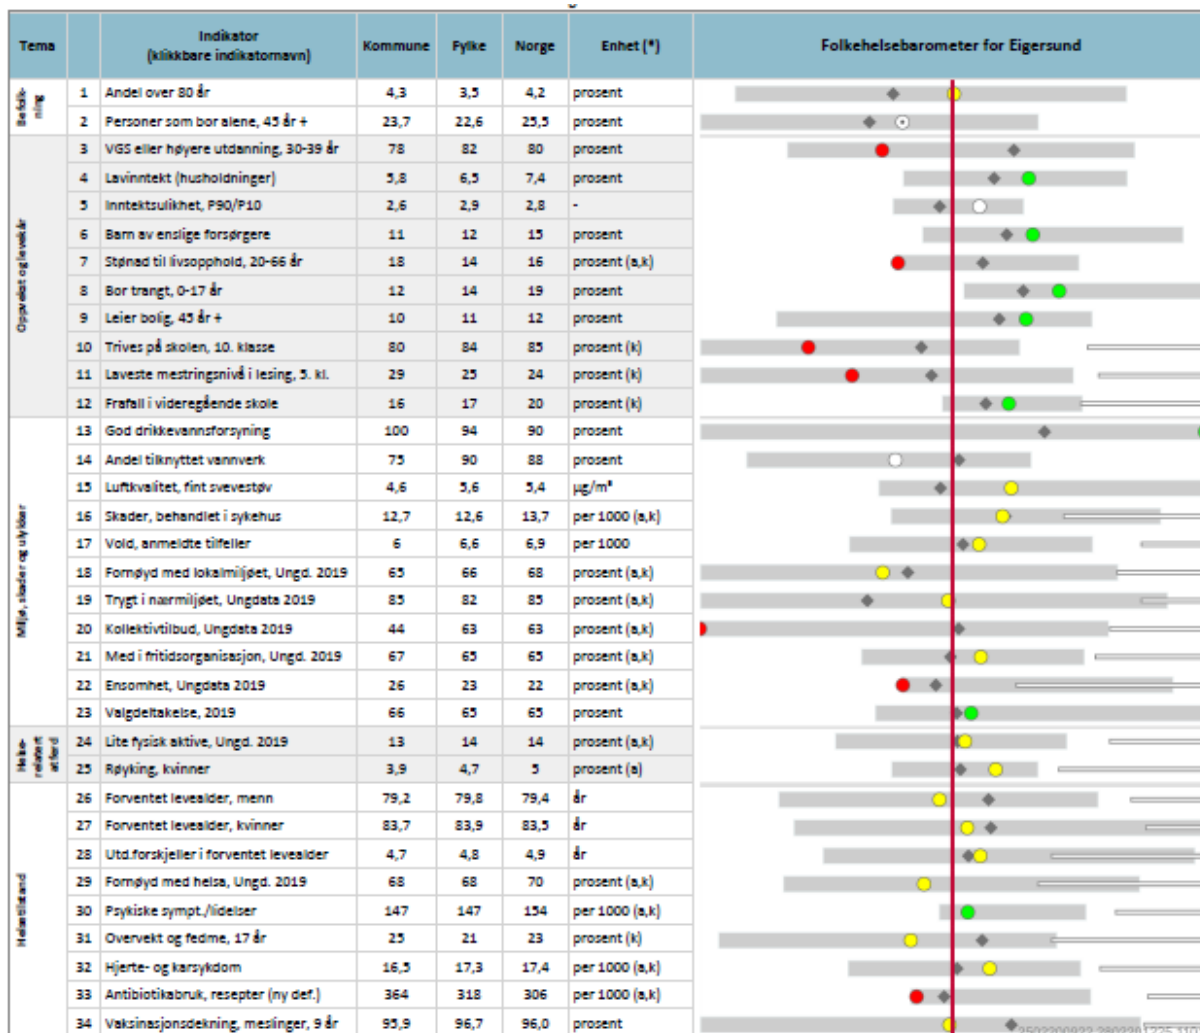 Tema Indikator (klikkbare indikatornavn) Kommune Fylke Norge Enhet (*) Folkehelsebarometer for Eigersund
Befolkning
1 Andel over 80 år 4,3 3,5 4,2 prosent
2 Personer som bor alene, 45 år + 23,7 22,6 25,5 prosent
Oppvekst og levekår
3 VGS eller høyere utdanning, 30-39 år 78 82 80 prosent
4 Lavinntekt (husholdninger) 5,8 6,5 7,4 prosent
5 Inntektsulikhet, P90/P10 2,6 2,9 2,8 -
6 Barn av enslige forsørgere 11 12 15 prosent
7 Stønad til livsopphold, 20-66 år 18 14 16 prosent (a,k)
8 Bor trangt, 0-17 år 12 14 19 prosent
9 Leier bolig, 45 år + 10 11 12 prosent
10 Trives på skolen, 10. klasse 80 84 85 prosent (k)
11 Laveste mestringsnivå i lesing, 5. kl. 29 25 24 prosent (k)
12 Frafall i videregående skole 16 17 20 prosent (k)
Miljø, skader og ulykker
13 God drikkevannsforsyning 100 94 90 prosent
14 Andel tilknyttet vannverk 75 90 88 prosent
15 Luftkvalitet, fint svevestøv 4,6 5,6 5,4 µg/m³
16 Skader, behandlet i sykehus 12,7 12,6 13,7 per 1000 (a,k)
17 Vold, anmeldte tilfeller 6 6,6 6,9 per 1000
18 Fornøyd med lokalmiljøet, Ungd. 2019 65 66 68 prosent (a,k)
19 Trygt i nærmiljøet, Ungdata 2019 85 82 85 prosent (a,k)
20 Kollektivtilbud, Ungdata 2019 44 63 63 prosent (a,k)
21 Med i fritidsorganisasjon, Ungd. 2019 67 65 65 prosent (a,k)
22 Ensomhet, Ungdata 2019 26 23 22 prosent (a,k)
23 Valgdeltakelse, 2019 66 65 65 prosent
Helserelatert atferd
24 Lite fysisk aktive, Ungd. 2019 13 14 14 prosent (a,k)
25 Røyking, kvinner 3,9 4,7 5 prosent (a)
Helsetilstand
26 Forventet levealder, menn 79,2 79,8 79,4 år
27 Forventet levealder, kvinner 83,7 83,9 83,5 år
28 Utd.forskjeller i forventet levealder 4,7 4,8 4,9 år
29 Fornøyd med helsa, Ungd. 2019 68 68 70 prosent (a,k)
30 Psykiske sympt./lidelser 147 147 154 per 1000 (a,k)
31 Overvekt og fedme, 17 år 25 21 23 prosent (k)
32 Hjerte- og karsykdom 16,5 17,3 17,4 per 1000 (a,k)
33 Antibiotikabruk, resepter (ny def.) 364 318 306 per 1000 (a,k)
34 Vaksinasjonsdekning, meslinger, 9 år 95,9 96,7 96,0 prosent